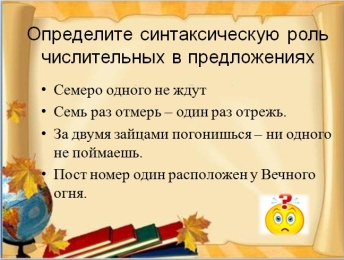 Определите синтаксическую роль
числительных в предложениях
• Семеро одного не ждут
• Семь раз отмерь – один раз отрежь.
• За двумя зайцами погонишься – ни одного
не поймаешь.
• Пост номер один расположен у Вечного
огня.